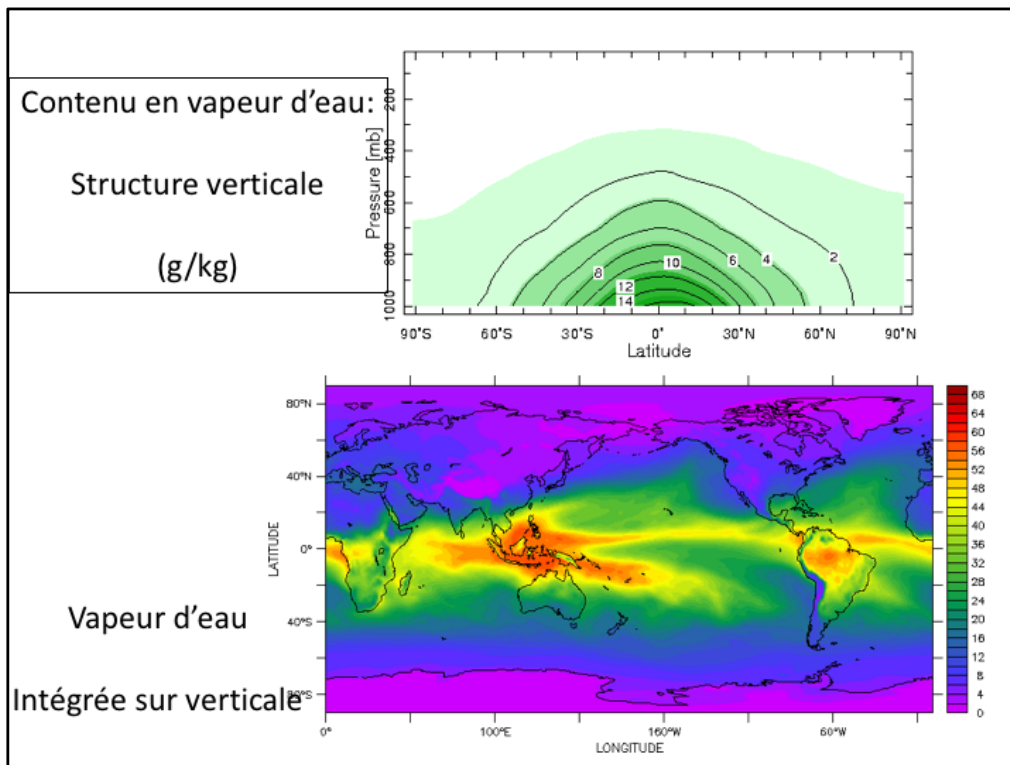 Contenu en vapeur d'eau:
Structure verticale
(g/kg)
Pressure [mb]
200
400
600
800
1000
2
4
6
8
10
12
14
90°S
60°S
30°S
0°
30°N
60°N
90°N
Latitude
Vapeur d'eau
Intégrée sur verticale
LATITUDE
80°N
40°N
0°
40°S
80°S
0°
100°E
160°W
60°W
LONGITUDE
68
64
60
56
52
48
44
40
36
32
28
24
20
16
12
8
4
0